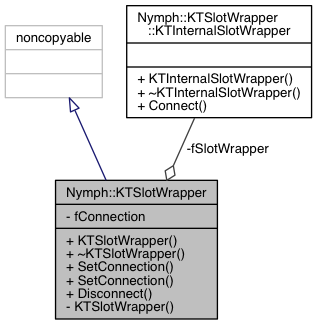 noncopyable
Nymph::KTSlotWrapper
::KTInternalSlotWrapper
+ KTInternalSlotWrapper()
+ ~KTInternalSlotWrapper()
+ Connect()
-fSlotWrapper
Nymph::KTSlotWrapper
- fConnection
+ KTSlotWrapper()
+ ~KTSlotWrapper()
+ SetConnection()
+ SetConnection()
+ Disconnect()
- KTSlotWrapper()